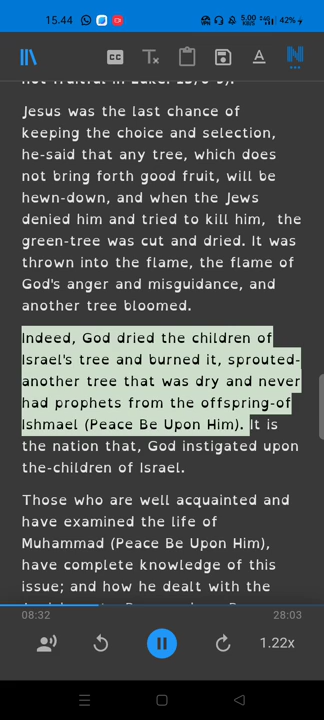 15.44
5.00
KB/S
42%
CC
T×
A
N
not fruitful in
Jesus was the last chance of
keeping the choice and selection,
he-said that any tree, which does
not bring forth good fruit, will be
hewn-down, and when the Jews
denied him and tried to kill him, the
green-tree was cut and dried. It was
thrown into the flame, the flame of
God's anger and misguidance, and
another tree bloomed.
Indeed, God dried the children of
Israel's tree and burned it, sprouted-
another tree that was dry and never
had prophets from the offspring-of
Ishmael (Peace Be Upon Him). It is
the nation that, God instigated upon
the-children of Israel.
Those who are well acquainted and
have examined the life of
Muhammad (Peace Be Upon Him),
have complete knowledge of this
issue; and how he dealt with the
08:32
28:03
1.22x